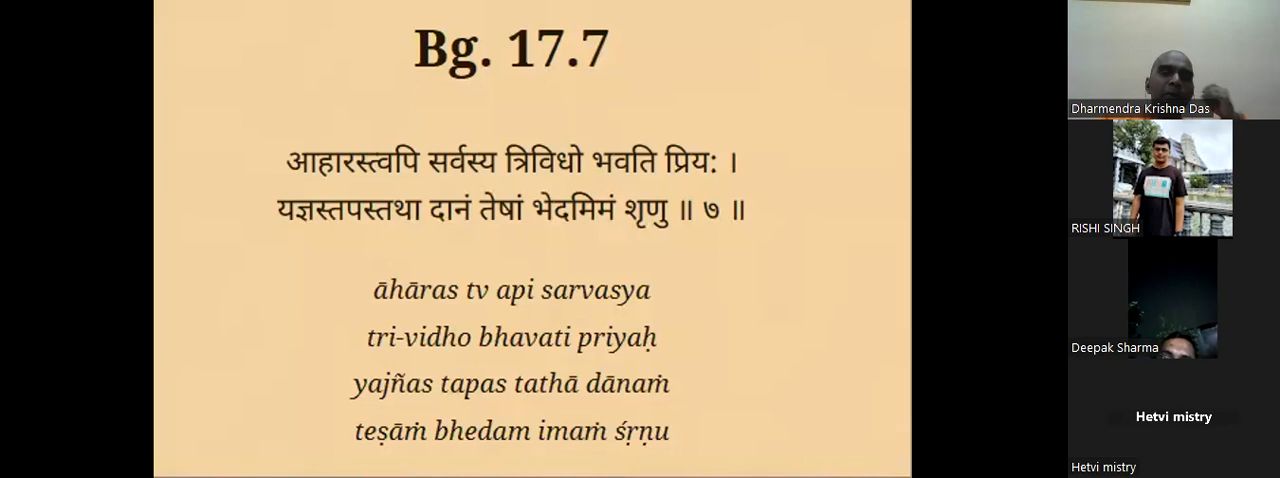 Bg. 17.7
आहारस्त्वपि सर्वस्य त्रिविधो भवति प्रियः ।
यज्ञस्तपस्तथा दानं तेषां भेदमिमं शृणु ॥ ७ ॥
āhāras tv api sarvasya
tri-vidho bhavati priyaḥ
yajñas tapas tathā dānaṁ
teṣāṁ bhedam imaṁ śṛṇu
Dharmendra Krishna Das
RISHI SINGH
Deepak Sharma
Hetvi mistry
Hetvi mistry